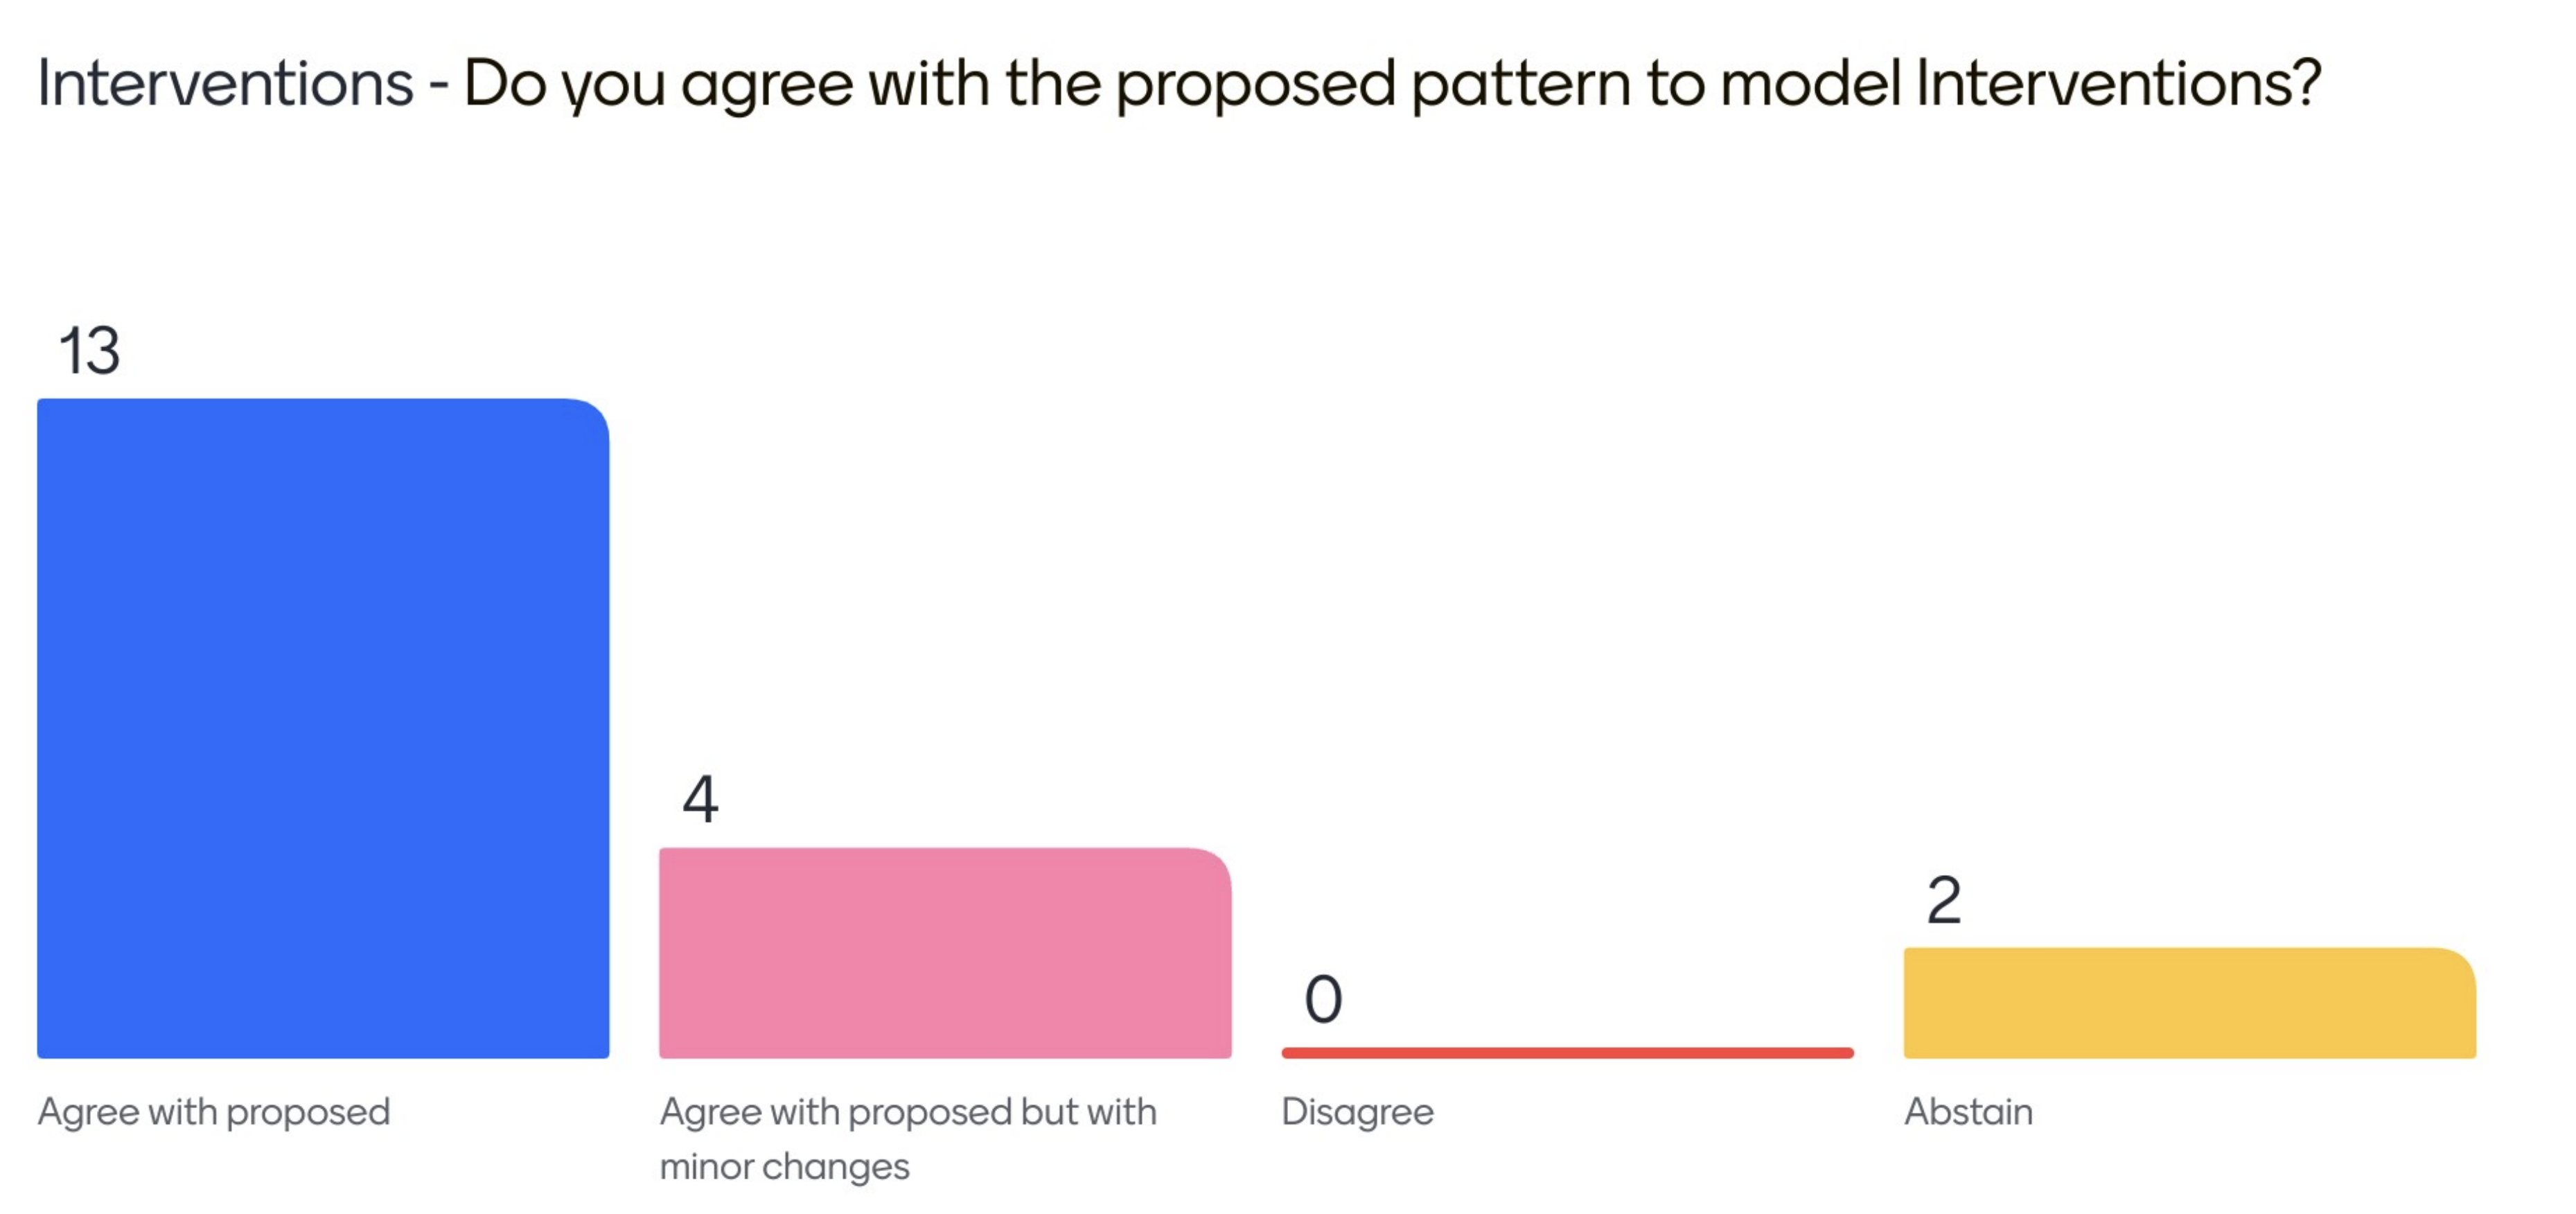 Interventions - Do you agree with the proposed pattern to model Interventions?
13
4
0
2
Agree with proposed
Agree with proposed but with
minor changes
Disagree
Abstain